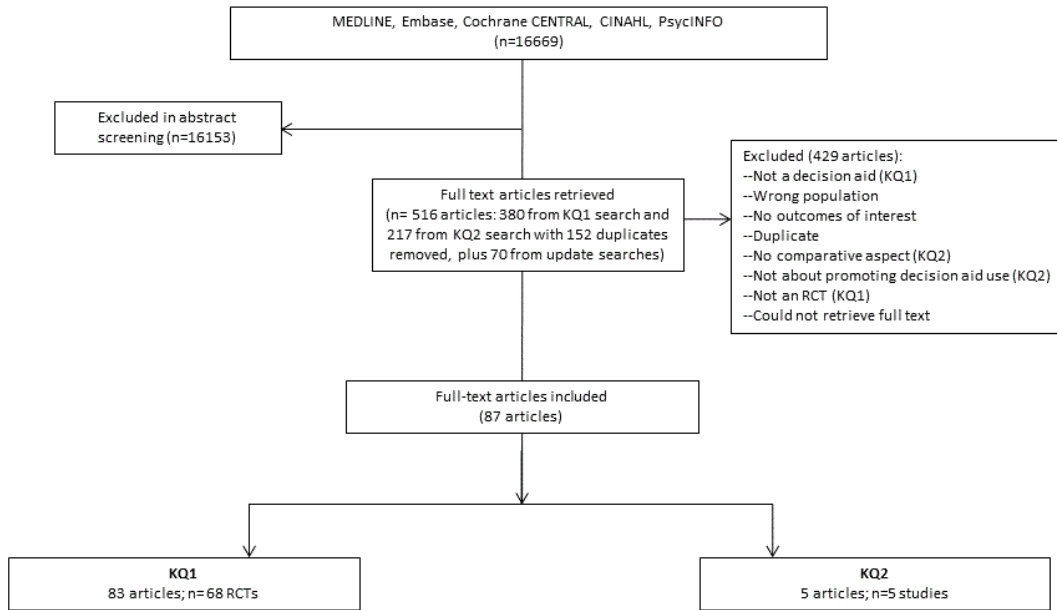 MEDLINE, Embase, Cochrane CENTRAL, CINAHL, PsycINFO
(n=16669)
Excluded in abstract
screening (n=16153)
Full text articles retrieved
(n= 516 articles: 380 from KQ1 search and
217 from KQ2 search with 152 duplicates
removed, plus 70 from update searches)
Excluded (429 articles):
--Not a decision aid (KQ1)
--Wrong population
--No outcomes of interest
--Duplicate
--No comparative aspect (KQ2)
--Not about promoting decision aid use (KQ2)
--Not an RCT (KQ1)
--Could not retrieve full text
Full-text articles included
(87 articles)
KQ1
83 articles; n=68 RCTs
KQ2
5 articles; n=5 studies